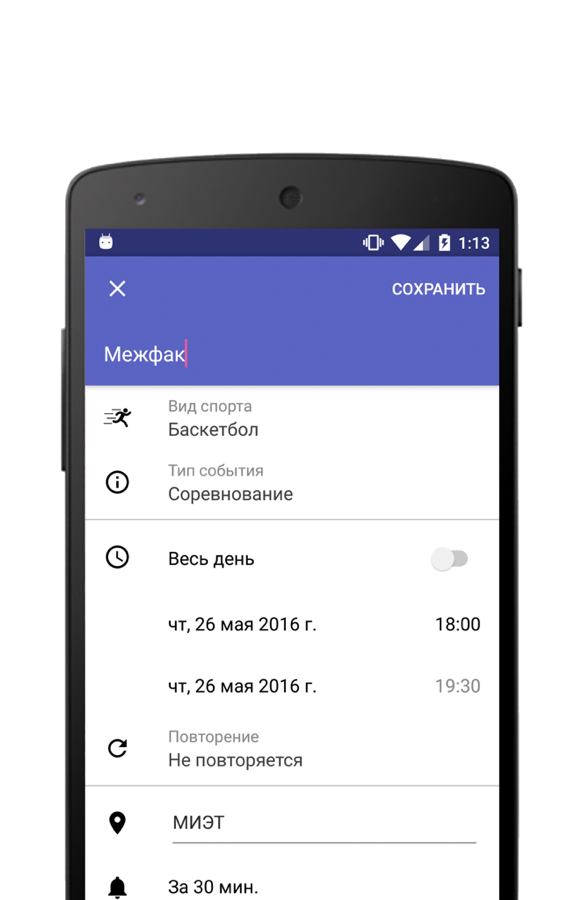 1:13
СОХРАНИТЬ
Межфак
Вид спорта
Баскетбол
Тип события
Соревнование
Весь день
чт, 26 мая 2016 г. 18:00
чт, 26 мая 2016 г. 19:30
Повторение
Не повторяется
МИЭТ
За 30 мин.